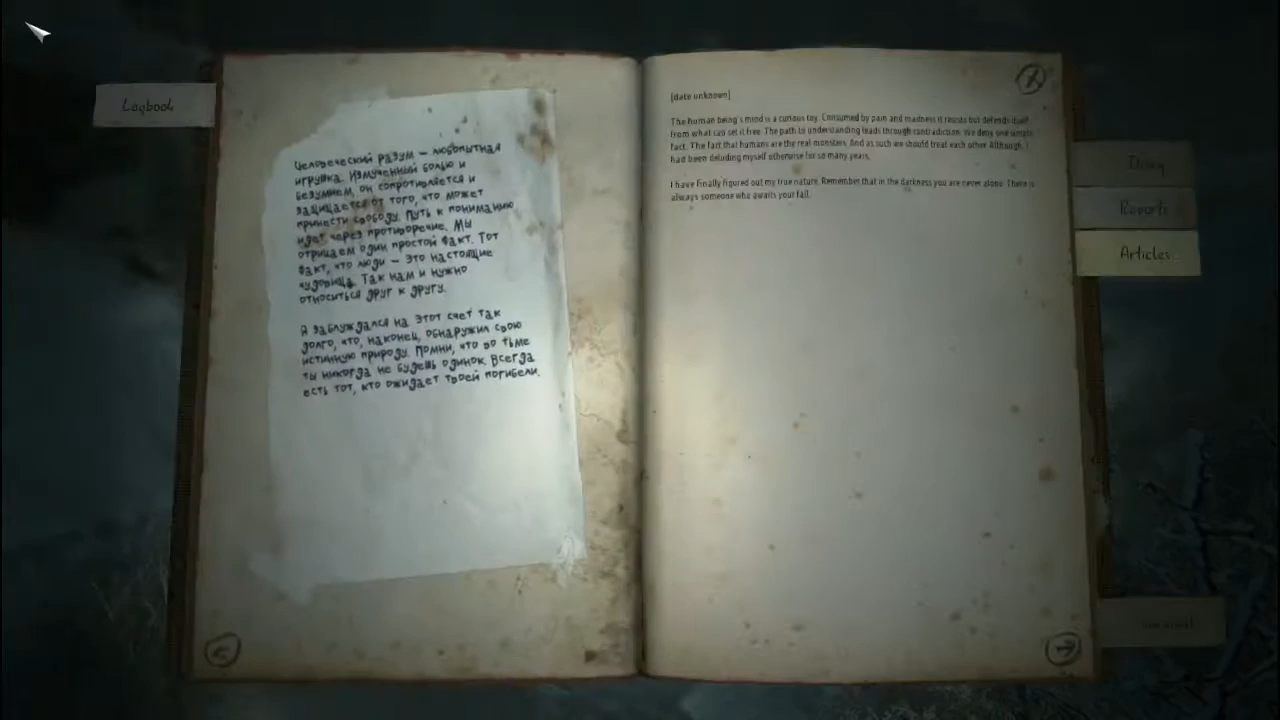 Logbook
Человеческий разум – любопытная
игрушка. Измученный болью и
безумием, он сопротивляется и
защищается от того, что может
принести свободу. Путь к пониманию
идет через противоречие. Мы
отрицаем один простой факт. Тот
факт, что люди – это настоящие
чудовища. Так нам и нужно
относиться друг к другу.
Я заблуждался на этот счет так
долго, что, наконец, обнаружил свою
истинную природу. Помни, что во тьме
ты никогда не будешь одинок. Всегда
есть тот, кто ожидает твоей погибели.
[date unknown]
The human being's mind is a curious toy. Consumed by pain and madness it resists but defends itself
from what can set it free. The path to understanding leads through contradiction. We deny one simple
fact. The fact that humans are the real monsters. And as such we should treat each other. Although, I
had been deluding myself otherwise for so many years.
I have finally figured out my true nature. Remember that in the darkness you are never alone. There is
always someone who awaits your fall.
Diary
Reports
Articles